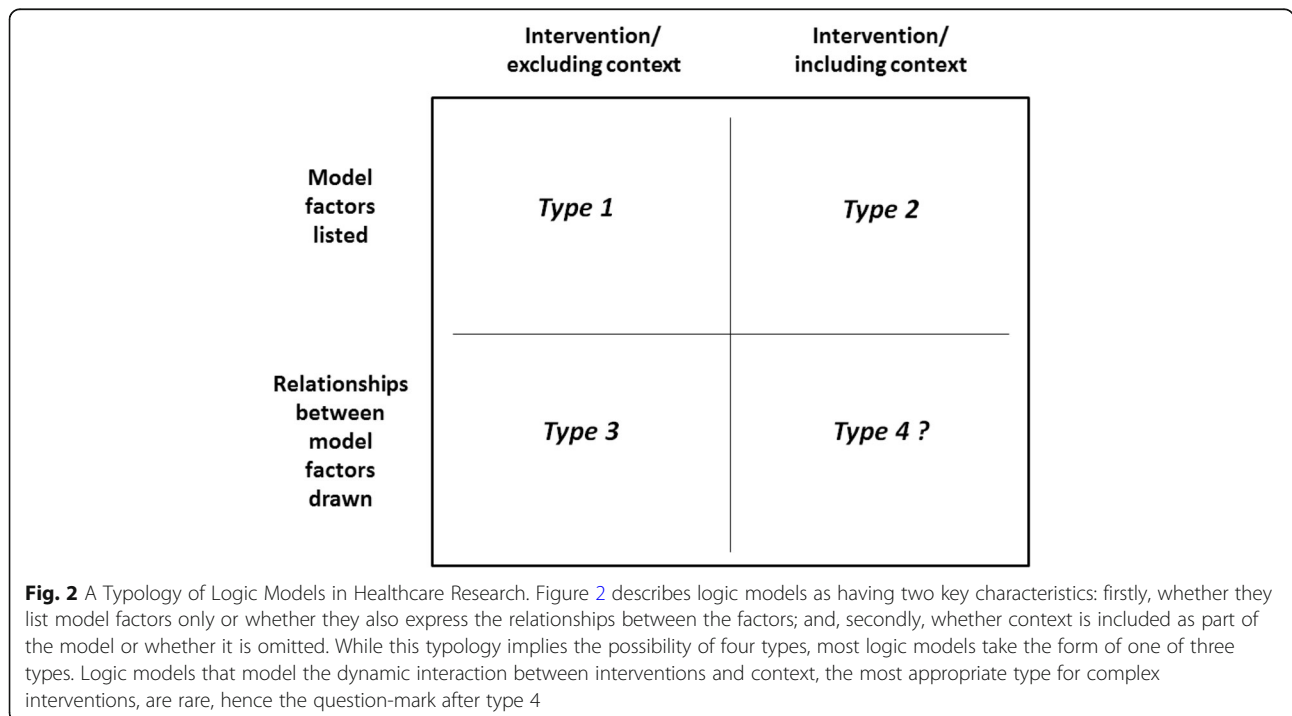 Intervention/
excluding context
Intervention/
including context
Model
factors
listed
Type 1
Type 2
Relationships
between
model
factors
drawn
Type 3
Type 4 ?
Fig. 2 A Typology of Logic Models in Healthcare Research. Figure 2 describes logic models as having two key characteristics: firstly, whether they
list model factors only or whether they also express the relationships between the factors; and, secondly, whether context is included as part of
the model or whether it is omitted. While this typology implies the possibility of four types, most logic models take the form of one of three
types. Logic models that model the dynamic interaction between interventions and context, the most appropriate type for complex
interventions, are rare, hence the question-mark after type 4